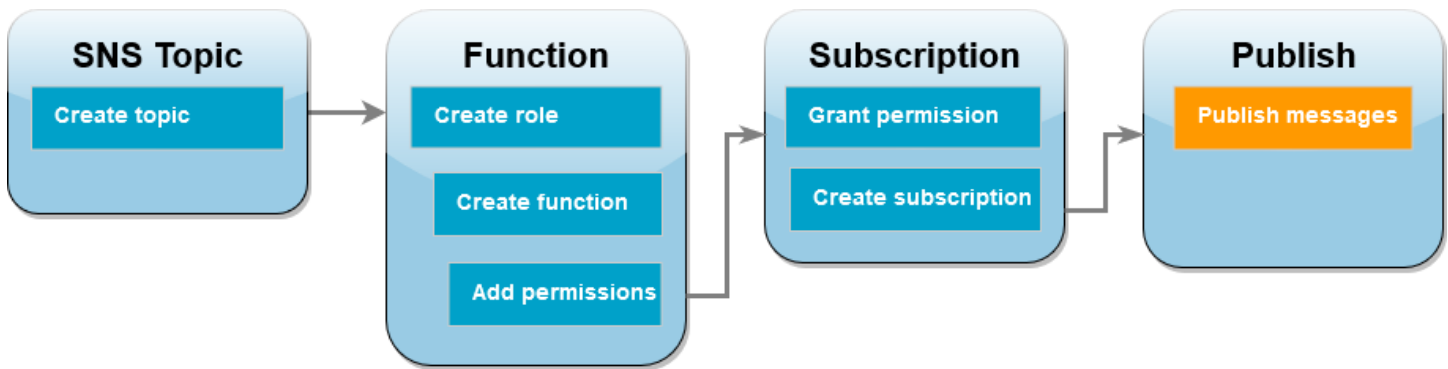 SNS Topic
Create topic
Function
Create role
Create function
Add permissions
Subscription
Grant permission
Create subscription
Publish
Publish messages